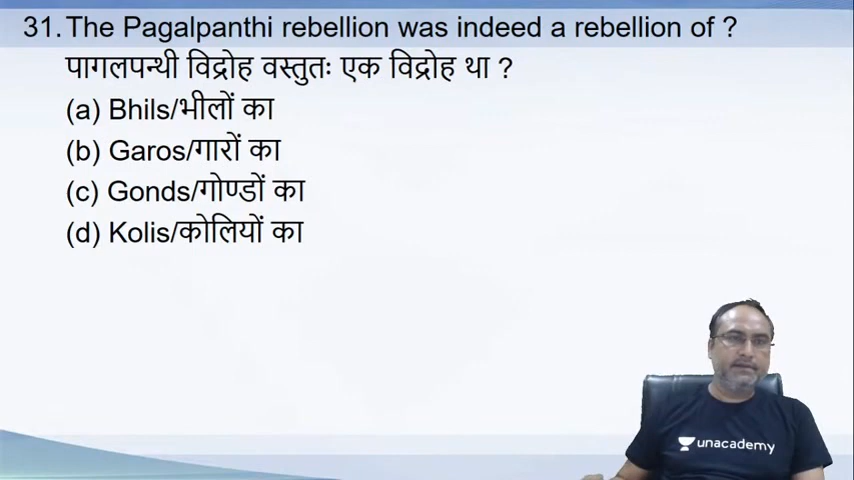 31. The Pagalpanthi rebellion was indeed a rebellion of ?
पागलपन्थी विद्रोह वस्तुतः एक विद्रोह था ?
(a) Bhils/भीलों का
(b) Garos/गारों का
(c) Gonds/गोण्डों का
(d) Kolis/कोलियों का
unacademy